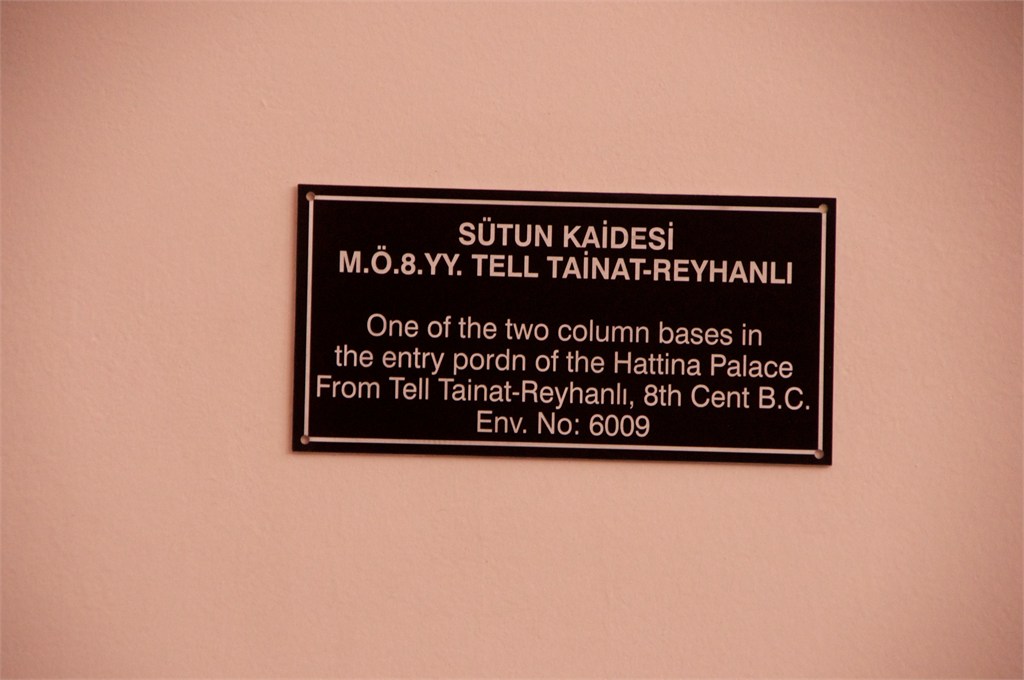 SÜTUN KAİDESİ
M.Ö.8.YY. TELL TAİNAT-REYHANLI
One of the two column bases in
the entry pordn of the Hattina Palace
From Tell Tainat-Reyhanlı, 8th Cent B.C.
Env. No: 6009